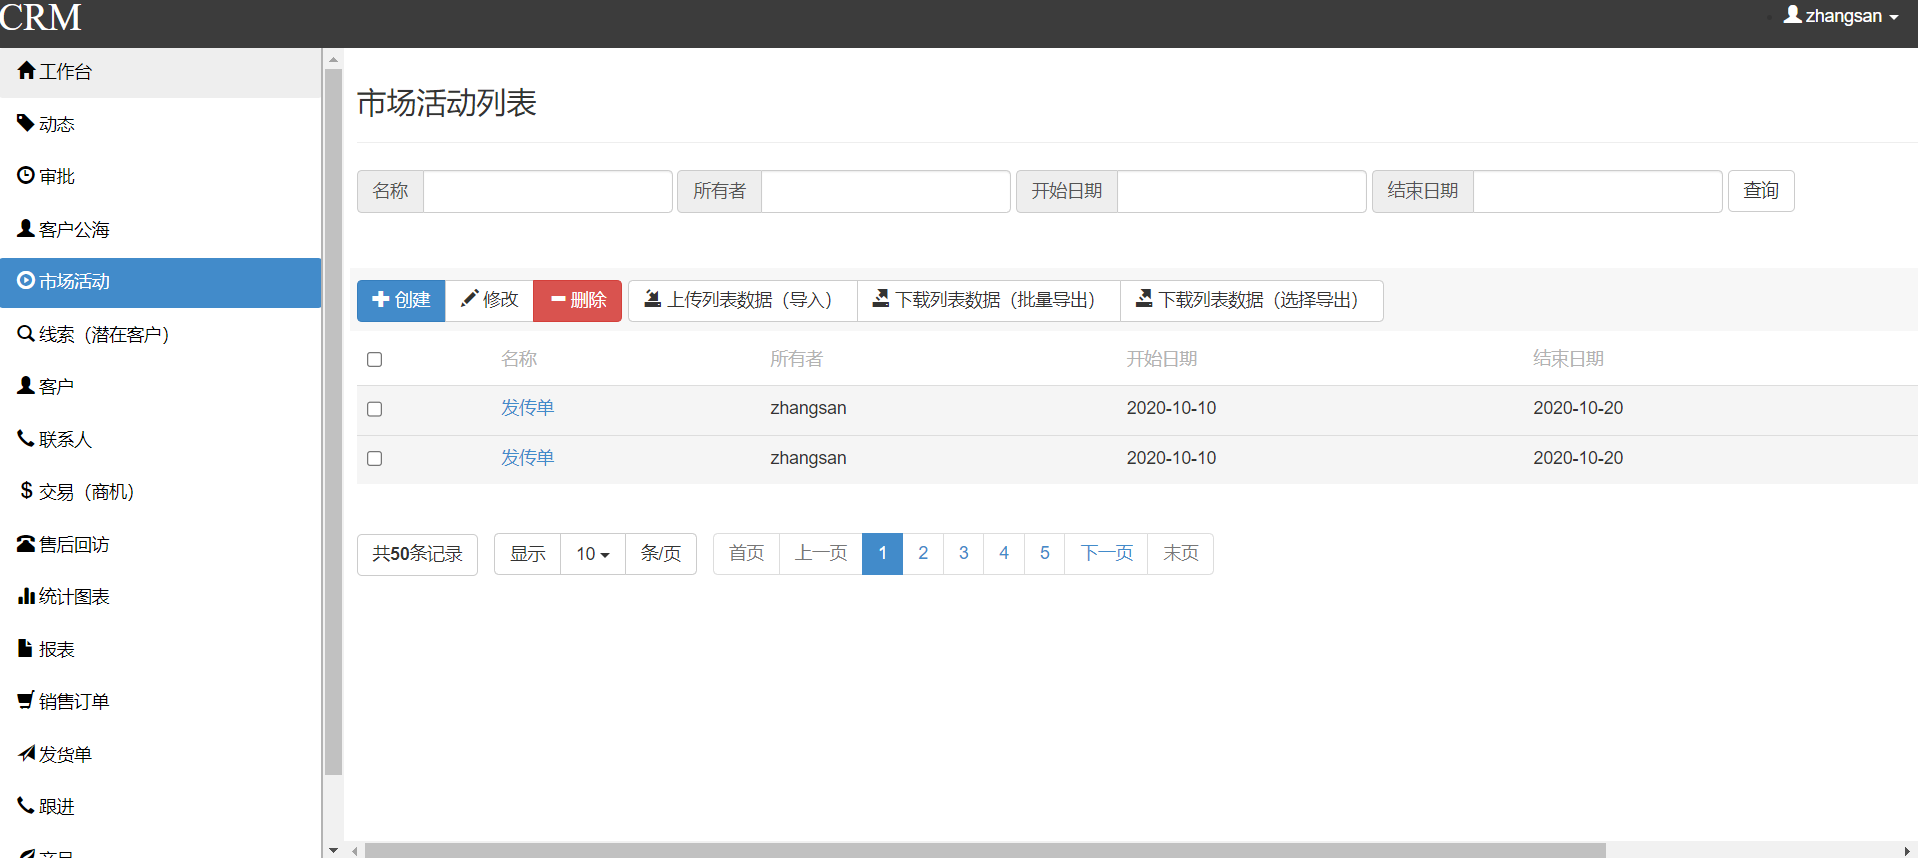 CRM
zhangsan
工作台
动态
审批
客户公海
市场活动
线索（潜在客户）
客户
联系人
交易（商机）
售后回访
统计图表
报表
销售订单
发货单
跟进
市场活动列表
名称 所有者 开始日期 结束日期 查询
创建 修改 删除 上传列表数据（导入） 下载列表数据（批量导出） 下载列表数据（选择导出）
名称 所有者 开始日期 结束日期
发传单 zhangsan 2020-10-10 2020-10-20
发传单 zhangsan 2020-10-10 2020-10-20
共50条记录 显示 10 条/页 首页 上一页 1 2 3 4 5 下一页 末页